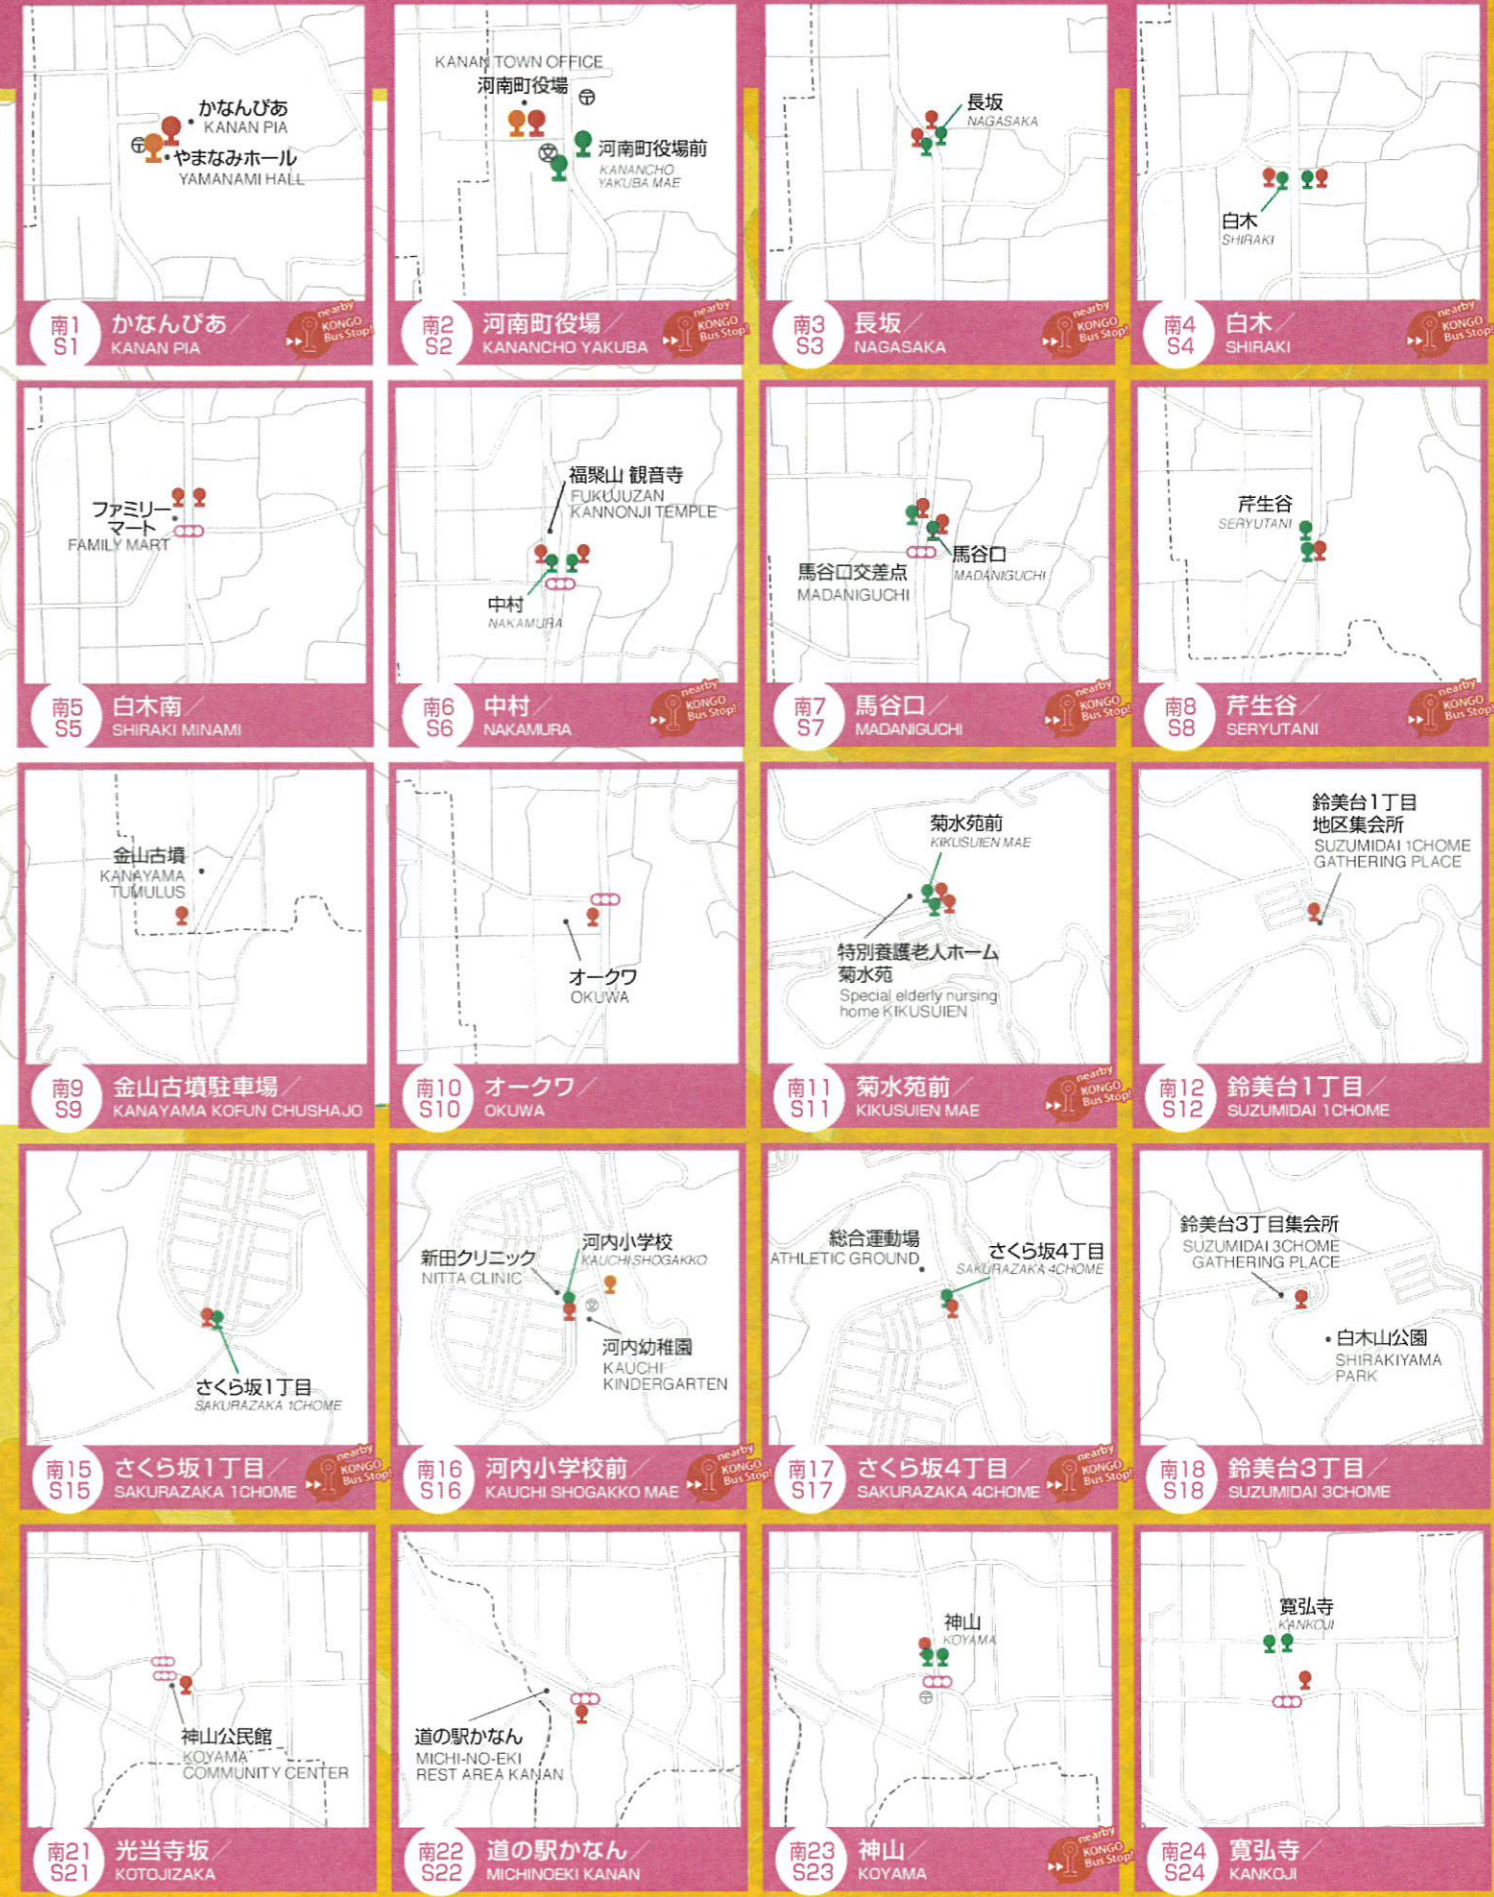 かなんぴあ
KANAN PIA
やまなみホール
YAMANAMI HALL
南1
S1
かなんぴあ／
KANAN PIA
nearby
KONGO
Bus Stop!
KANAN TOWN OFFICE
河南町役場
河南町役場前
KANANCHO
YAKUBA MAE
南2
S2
河南町役場／
KANANCHO YAKUBA
nearby
KONGO
Bus Stop!
長坂
NAGASAKA
南3
S3
長坂／
NAGASAKA
nearby
KONGO
Bus Stop!
白木
SHIRAKI
南4
S4
白木／
SHIRAKI
nearby
KONGO
Bus Stop!
ファミリー
マート
FAMILY MART
南5
S5
白木南／
SHIRAKI MINAMI
福聚山 観音寺
FUKUJUZAN
KANNONJI TEMPLE
中村
NAKAMURA
南6
S6
中村／
NAKAMURA
nearby
KONGO
Bus Stop!
馬谷口
MADANIGUCHI
馬谷口交差点
MADANIGUCHI
南7
S7
馬谷口／
MADANIGUCHI
nearby
KONGO
Bus Stop!
芹生谷
SERYUTANI
南8
S8
芹生谷／
SERYUTANI
nearby
KONGO
Bus Stop!
金山古墳
KANAYAMA
TUMULUS
南9
S9
金山古墳駐車場／
KANAYAMA KOFUN CHUSHAJO
オークワ
OKUWA
南10
S10
オークワ／
OKUWA
菊水苑前
KIKUSUIEN MAE
特別養護老人ホーム
菊水苑
Special elderly nursing
home KIKUSUIEN
南11
S11
菊水苑前／
KIKUSUIEN MAE
nearby
KONGO
Bus Stop!
鈴美台1丁目
地区集会所
SUZUMIDAI 1CHOME
GATHERING PLACE
南12
S12
鈴美台1丁目／
SUZUMIDAI 1CHOME
さくら坂1丁目
SAKURAZAKA 1CHOME
南15
S15
さくら坂1丁目／
SAKURAZAKA 1CHOME
nearby
KONGO
Bus Stop!
河内小学校
KAUCHI SHOGAKKO
新田クリニック
NITTA CLINIC
河内幼稚園
KAUCHI
KINDERGARTEN
南16
S16
河内小学校前／
KAUCHI SHOGAKKO MAE
nearby
KONGO
Bus Stop!
総合運動場
ATHLETIC GROUND
さくら坂4丁目
SAKURAZAKA 4CHOME
南17
S17
さくら坂4丁目／
SAKURAZAKA 4CHOME
nearby
KONGO
Bus Stop!
鈴美台3丁目集会所
SUZUMIDAI 3CHOME
GATHERING PLACE
白木山公園
SHIRAKIYAMA
PARK
南18
S18
鈴美台3丁目／
SUZUMIDAI 3CHOME
神山公民館
KOYAMA
COMMUNITY CENTER
南21
S21
光当寺坂／
KOTOJIZAKA
道の駅かなん
MICHI-NO-EKI
REST AREA KANAN
南22
S22
道の駅かなん／
MICHINOEKI KANAN
神山
KOYAMA
南23
S23
神山／
KOYAMA
nearby
KONGO
Bus Stop!
寛弘寺
KANKOJI
南24
S24
寛弘寺／
KANKOJI